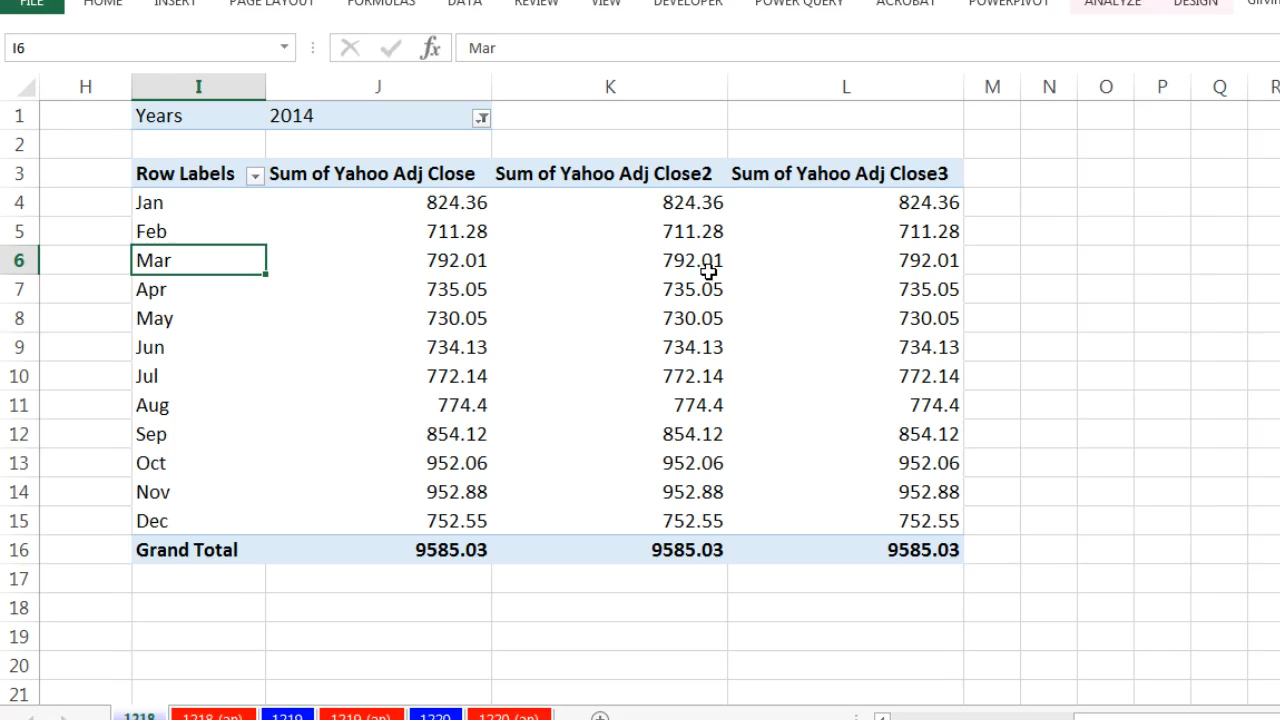 FILE HOME INSERT PAGE LAYOUT FORMULAS DATA REVIEW VIEW DEVELOPER POWER QUERY ACROBAT POWERPIVOT ANALYZE DESIGN
I6 fx Mar
H I J K L M N O P Q R
1 Years 2014
2
3 Row Labels Sum of Yahoo Adj Close Sum of Yahoo Adj Close2 Sum of Yahoo Adj Close3
4 Jan 824.36 824.36 824.36
5 Feb 711.28 711.28 711.28
6 Mar 792.01 792.01 792.01
7 Apr 735.05 735.05 735.05
8 May 730.05 730.05 730.05
9 Jun 734.13 734.13 734.13
10 Jul 772.14 772.14 772.14
11 Aug 774.4 774.4 774.4
12 Sep 854.12 854.12 854.12
13 Oct 952.06 952.06 952.06
14 Nov 952.88 952.88 952.88
15 Dec 752.55 752.55 752.55
16 Grand Total 9585.03 9585.03 9585.03
17
18
19
20
21
1218 1218 (an) 1219 1219 (an) 1220 1220 (an)